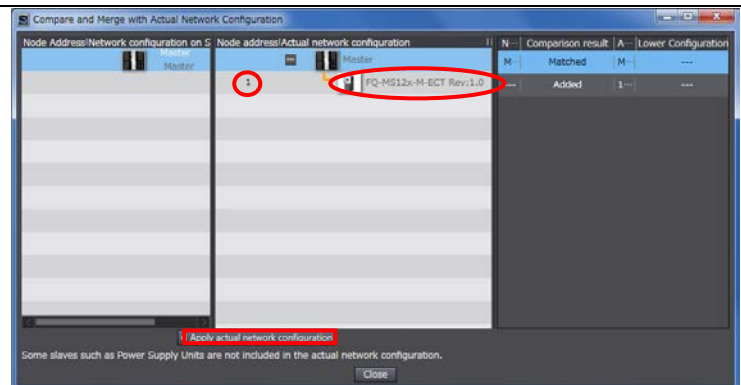 Compare and Merge with Actual Network Configuration
Node Address|Network configuration on S
Node address|Actual network configuration
N··· Comparison result A··· Lower Configuration
Master
Master
Master
M··· Matched M··· ---
1
FQ-MS12x-M-ECT Rev:1.0
--- Added 1··· ---
Apply actual network configuration
Some slaves such as Power Supply Units are not included in the actual network configuration.
Close